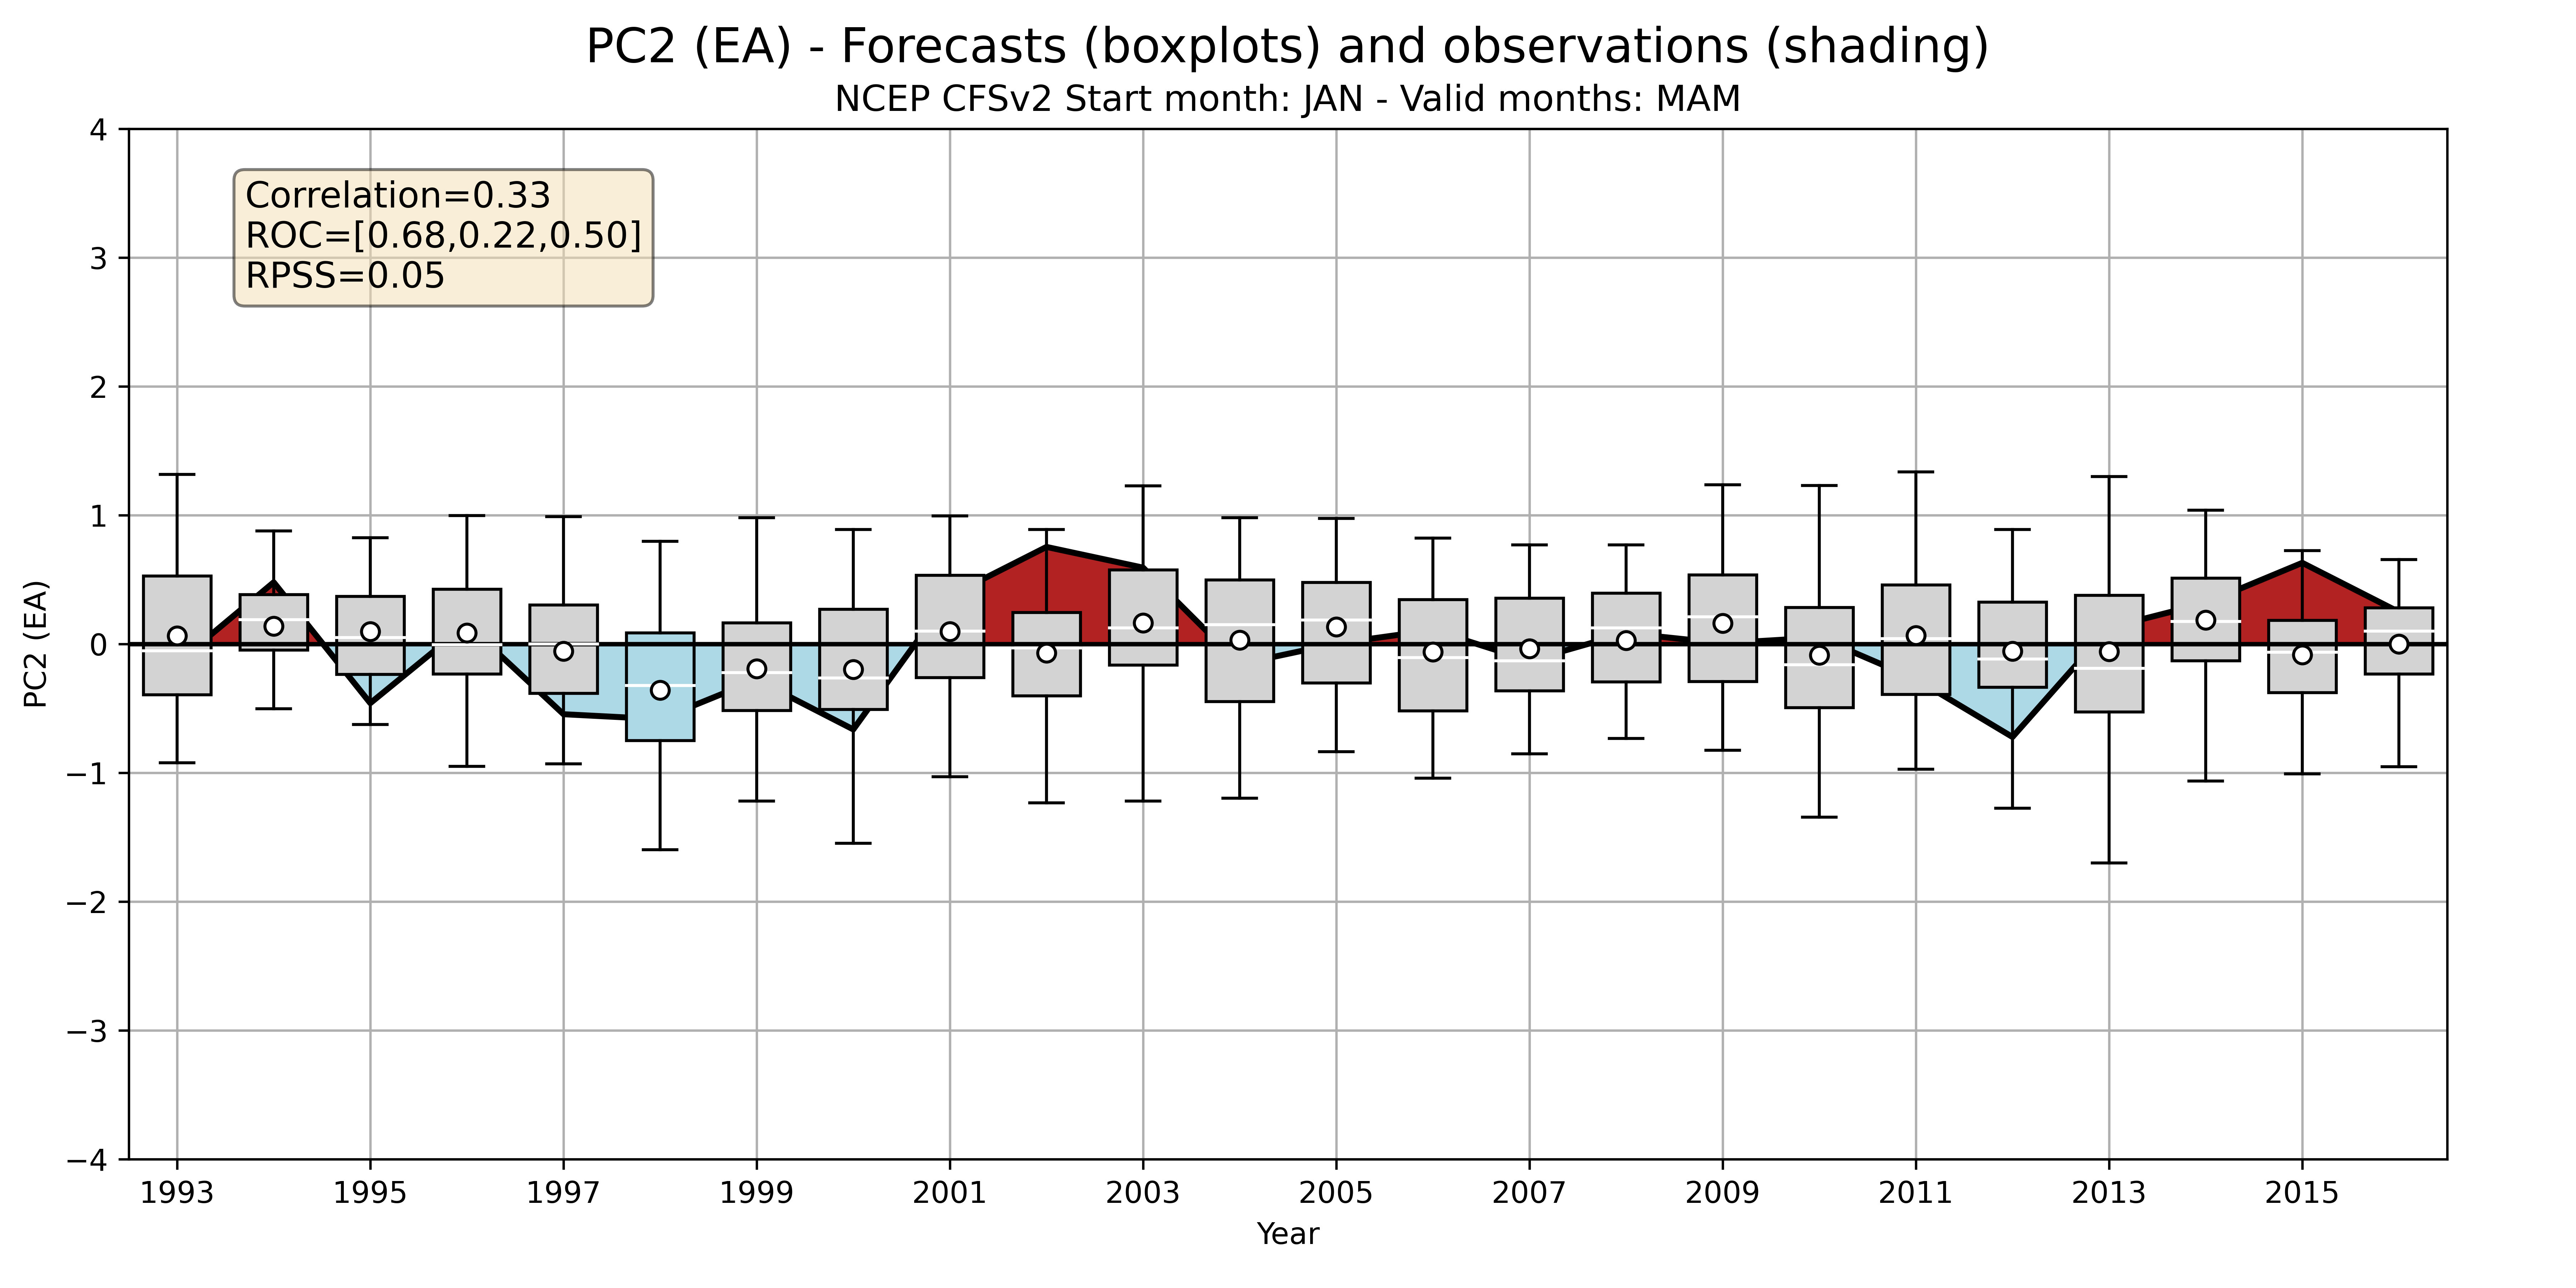 PC2 (EA) - Forecasts (boxplots) and observations (shading)
NCEP CFSv2 Start month: JAN - Valid months: MAM
Correlation=0.33
ROC=[0.68,0.22,0.50]
RPSS=0.05
4
3
2
1
0
−1
−2
−3
−4
PC2 (EA)
1993 1995 1997 1999 2001 2003 2005 2007 2009 2011 2013 2015
Year